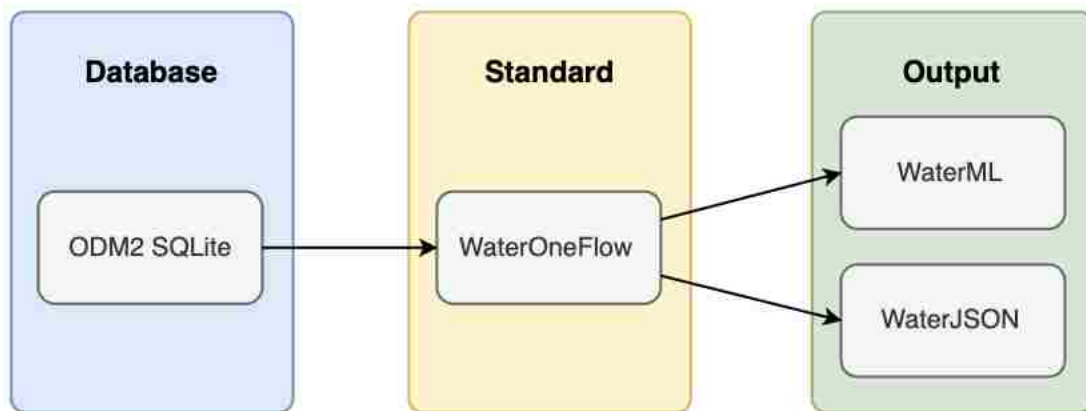 Database
Standard
Output
ODM2 SQLite
WaterOneFlow
WaterML
WaterJSON